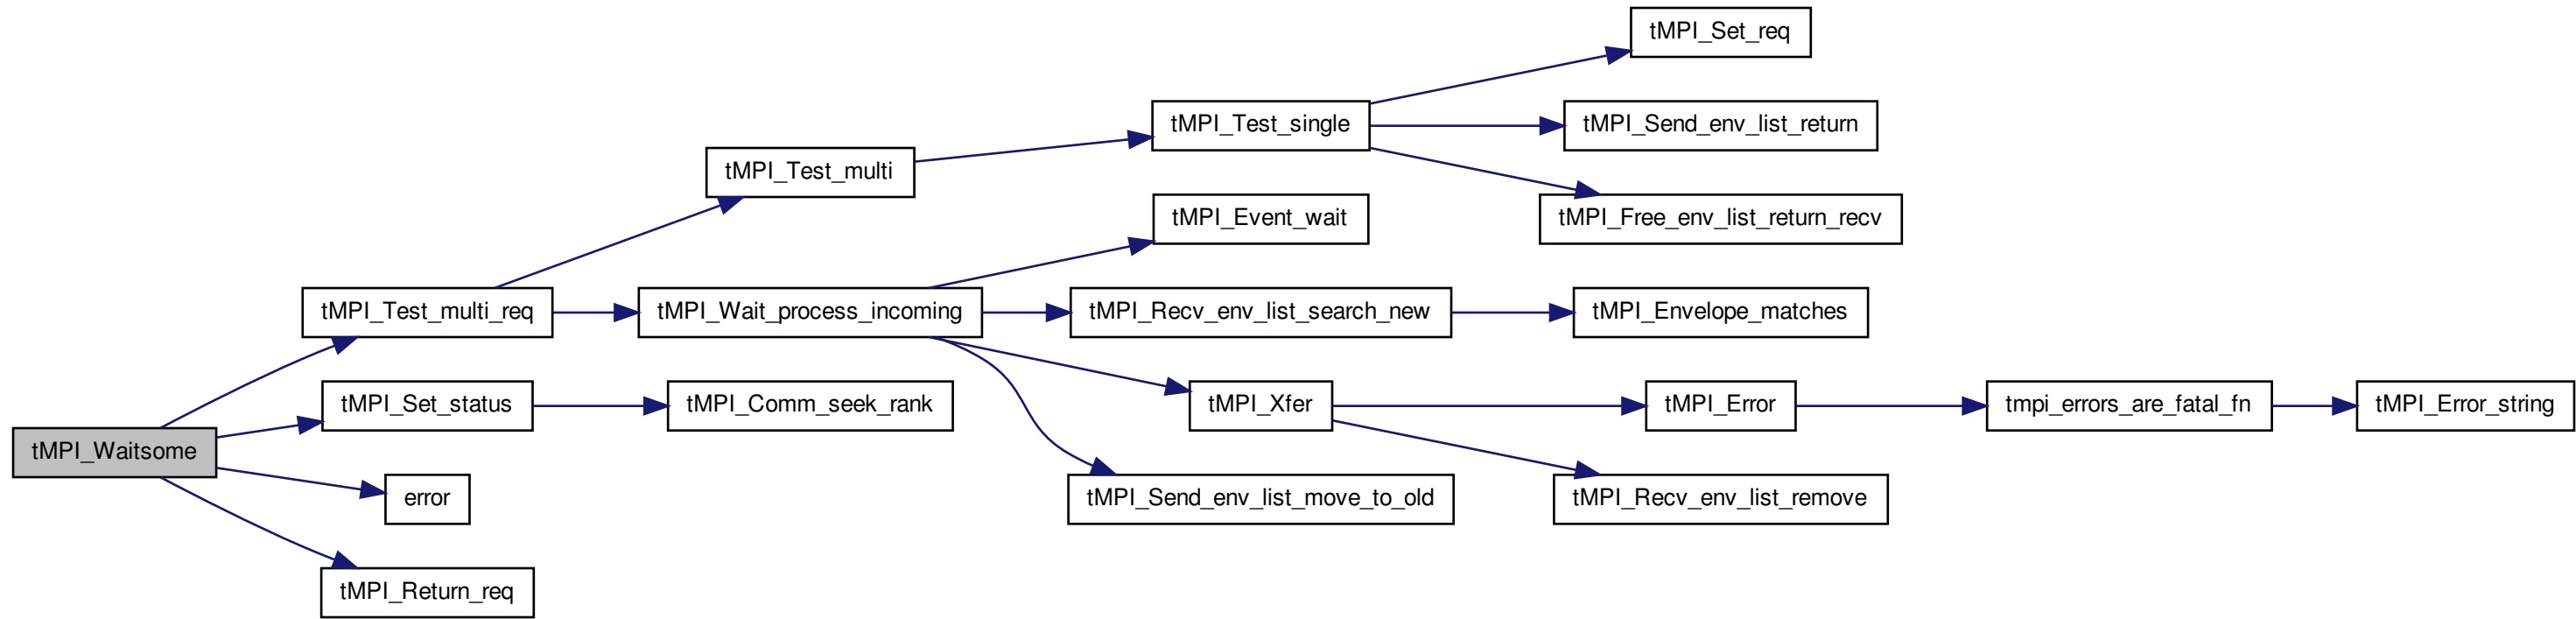 tMPI_Set_req
tMPI_Test_single
tMPI_Send_env_list_return
tMPI_Test_multi
tMPI_Event_wait
tMPI_Free_env_list_return_recv
tMPI_Test_multi_req
tMPI_Wait_process_incoming
tMPI_Recv_env_list_search_new
tMPI_Envelope_matches
tMPI_Set_status
tMPI_Comm_seek_rank
tMPI_Xfer
tMPI_Error
tmpi_errors_are_fatal_fn
tMPI_Error_string
tMPI_Waitsome
error
tMPI_Send_env_list_move_to_old
tMPI_Recv_env_list_remove
tMPI_Return_req